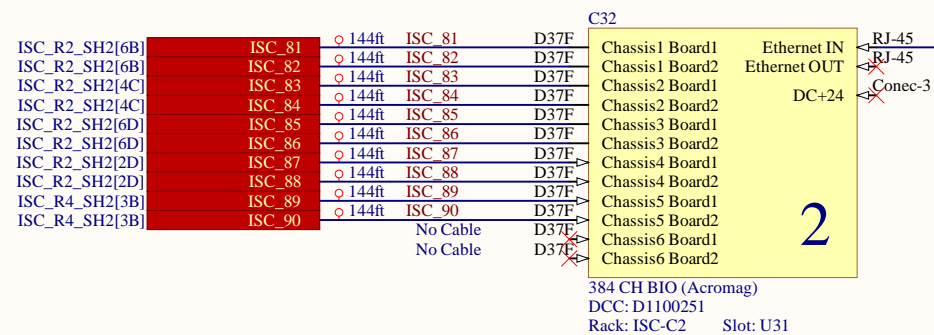 C32
ISC_R2_SH2[6B] ISC_81 144ft ISC_81 D37F Chassis1 Board1 Ethernet IN RJ-45
ISC_R2_SH2[6B] ISC_82 144ft ISC_82 D37F Chassis1 Board2 Ethernet OUT RJ-45
ISC_R2_SH2[4C] ISC_83 144ft ISC_83 D37F Chassis2 Board1
ISC_R2_SH2[4C] ISC_84 144ft ISC_84 D37F Chassis2 Board2 DC+24 Conec-3
ISC_R2_SH2[6D] ISC_85 144ft ISC_85 D37F Chassis3 Board1
ISC_R2_SH2[6D] ISC_86 144ft ISC_86 D37F Chassis3 Board2
ISC_R2_SH2[2D] ISC_87 144ft ISC_87 D37F Chassis4 Board1
ISC_R2_SH2[2D] ISC_88 144ft ISC_88 D37F Chassis4 Board2
ISC_R4_SH2[3B] ISC_89 144ft ISC_89 D37F Chassis5 Board1
ISC_R4_SH2[3B] ISC_90 144ft ISC_90 D37F Chassis5 Board2
No Cable D37F Chassis6 Board1
No Cable D37F Chassis6 Board2
2
384 CH BIO (Acromag)
DCC: D1100251
Rack: ISC-C2 Slot: U31